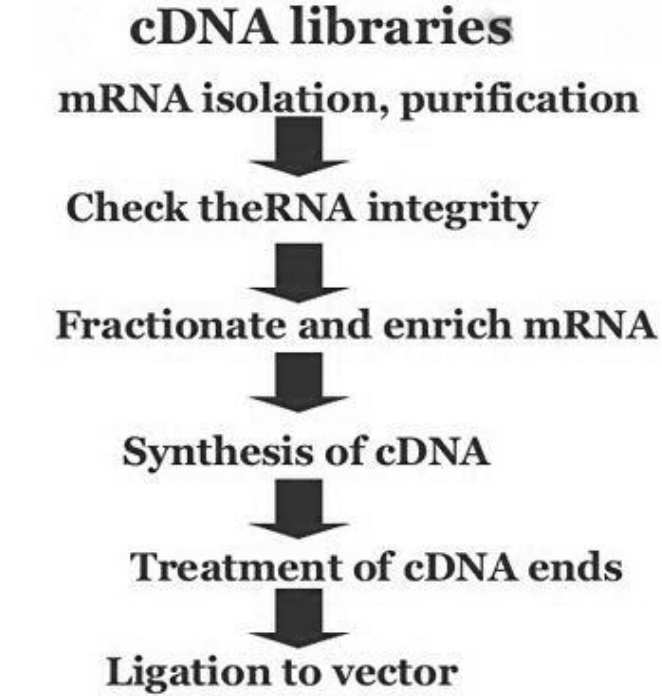 cDNA libraries
mRNA isolation, purification
Check theRNA integrity
Fractionate and enrich mRNA
Synthesis of cDNA
Treatment of cDNA ends
Ligation to vector